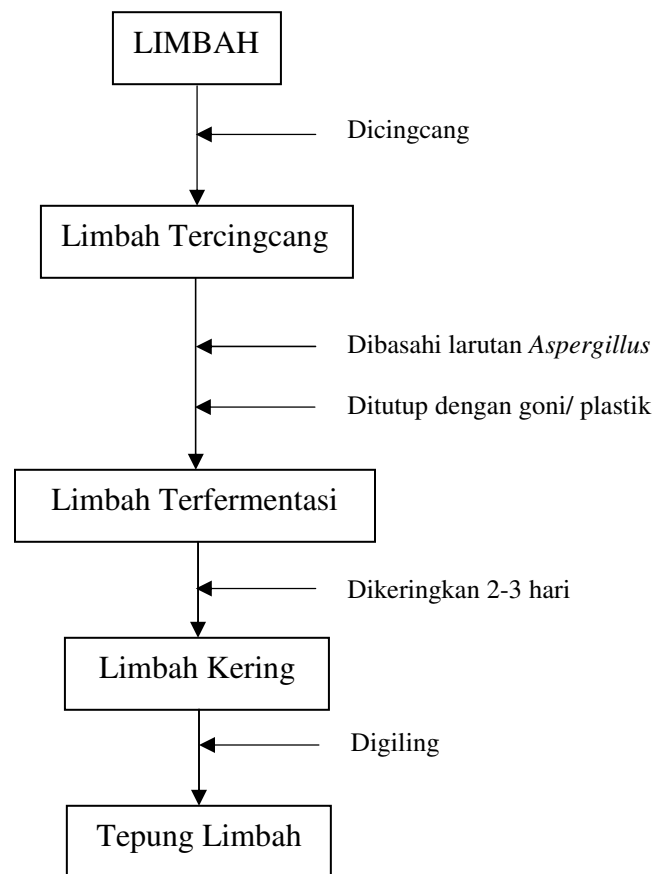 LIMBAH
Dicingcang
Limbah Tercingcang
Dibasahi larutan Aspergillus
Ditutup dengan goni/ plastik
Limbah Terfermentasi
Dikeringkan 2-3 hari
Limbah Kering
Digiling
Tepung Limbah